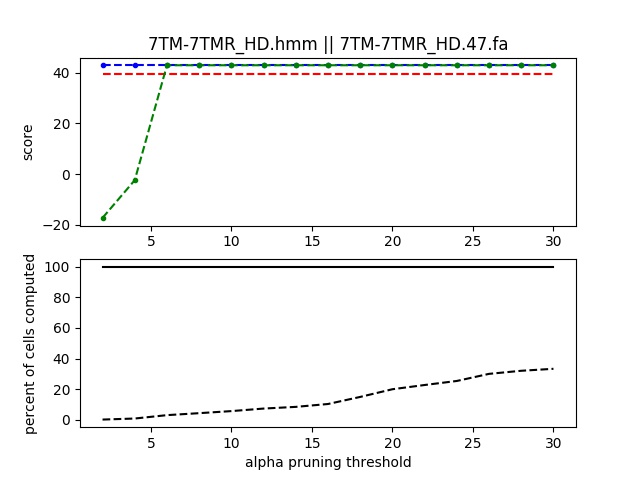 7TM-7TMR_HD.hmm || 7TM-7TMR_HD.47.fa
score
40
20
0
−20
5 10 15 20 25 30
percent of cells computed
100
80
60
40
20
0
5 10 15 20 25 30
alpha pruning threshold